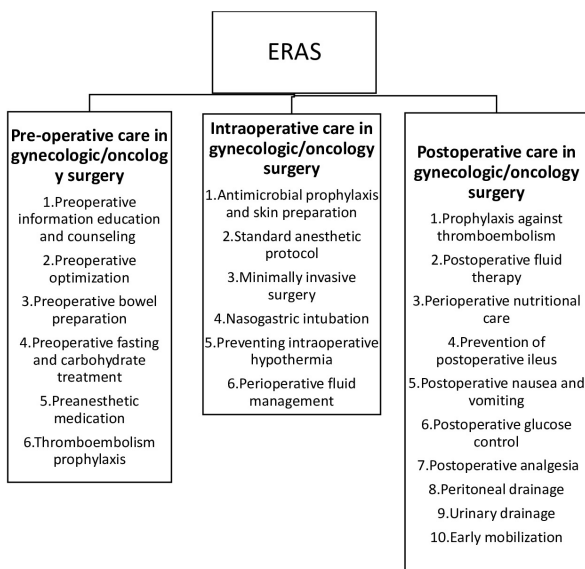 ERAS
Pre-operative care in
gynecologic/oncolog
y surgery
1.Preoperative
information education
and counseling
2.Preoperative
optimization
3.Preoperative bowel
preparation
4.Preoperative fasting
and carbohydrate
treatment
5.Preanesthetic
medication
6.Thromboembolism
prophylaxis
Intraoperative care in
gynecologic/oncology
surgery
1.Antimicrobial prophylaxis
and skin preparation
2.Standard anesthetic
protocol
3.Minimally invasive
surgery
4.Nasogastric intubation
5.Preventing intraoperative
hypothermia
6.Perioperative fluid
management
Postoperative care in
gynecologic/oncology
surgery
1.Prophylaxis against
thromboembolism
2.Postoperative fluid
therapy
3.Perioperative nutritional
care
4.Prevention of
postoperative ileus
5.Postoperative nausea and
vomiting
6.Postoperative glucose
control
7.Postoperative analgesia
8.Peritoneal drainage
9.Urinary drainage
10.Early mobilization